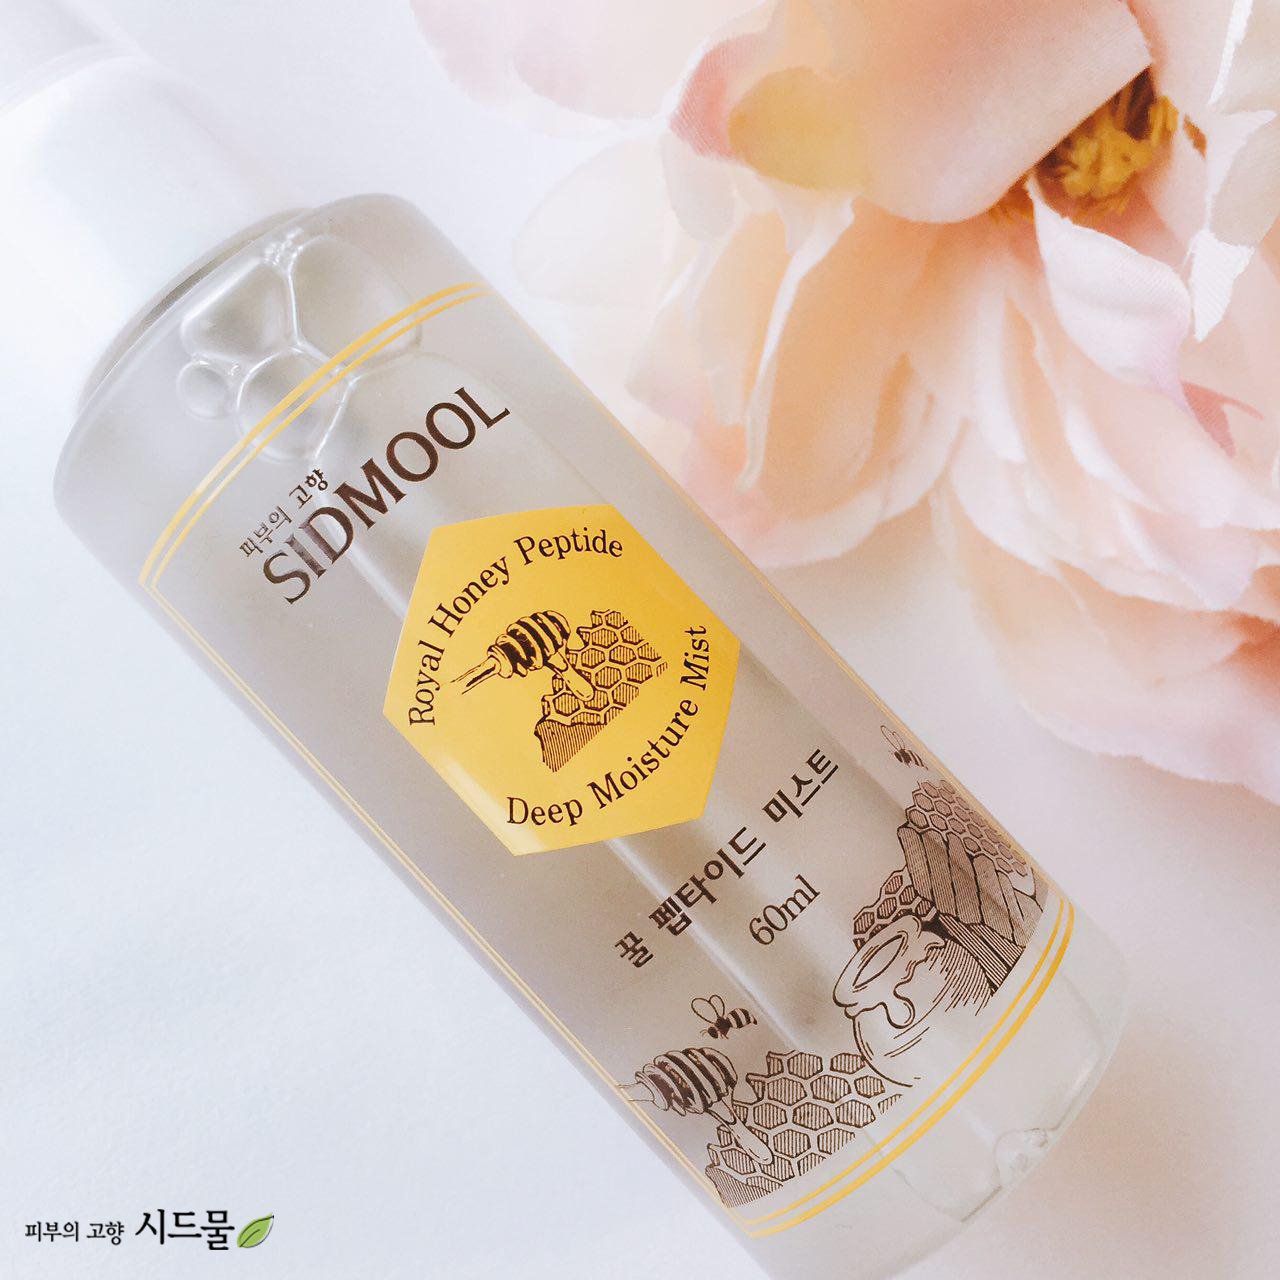 피부의 고향
SIDMOOL
Royal Honey Peptide
Deep Moisture Mist
꿀 펩타이드 미스트
60ml
피부의 고향 시드물